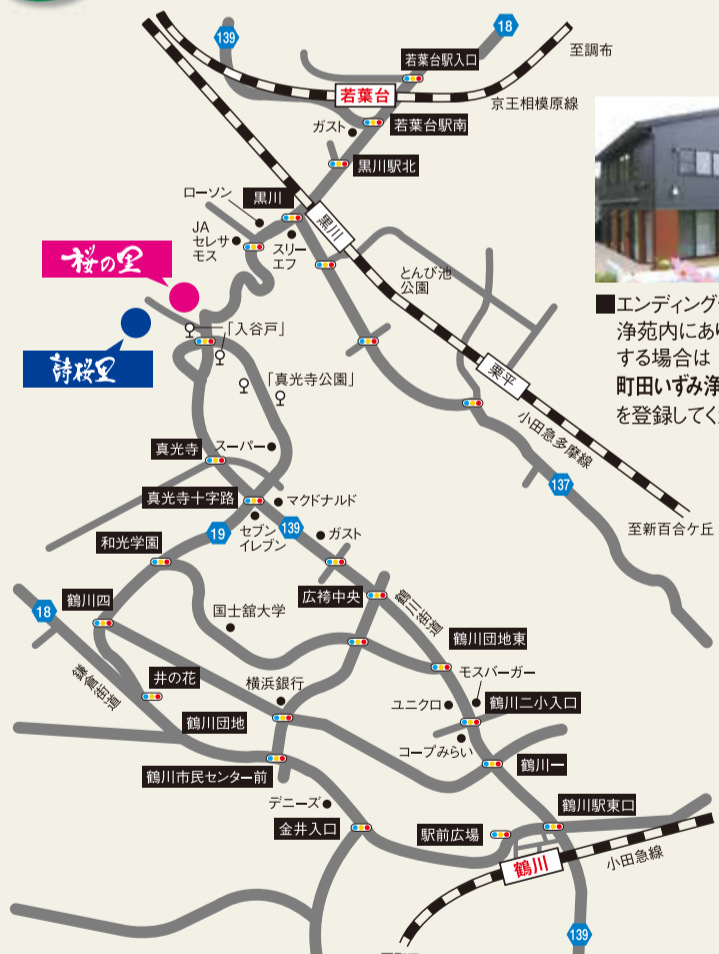 139
18
若葉台駅入口
至調布
若葉台
京王相模原線
ガスト
若葉台駅南
黒川駅北
ローソン
黒川
黒川
JA
セレサ
モス
スリー
エフ
とんび池
公園
桜の里
「入谷戸」
詩桜里
「真光寺公園」
栗平
■エンディング
浄苑内にあり
する場合は
町田いずみ浄
を登録してく
小田急多摩線
真光寺
スーパー
137
真光寺十字路
マクドナルド
至新百合ケ丘
19
139
セブン
イレブン
ガスト
和光学園
18
鶴川四
国士舘大学
広袴中央
鶴川街道
鶴川団地東
鎌倉街道
井の花
横浜銀行
モスバーガー
ユニクロ
鶴川二小入口
鶴川団地
コープみらい
鶴川一
鶴川市民センター前
デニーズ
鶴川駅東口
金井入口
駅前広場
鶴川
小田急線
139